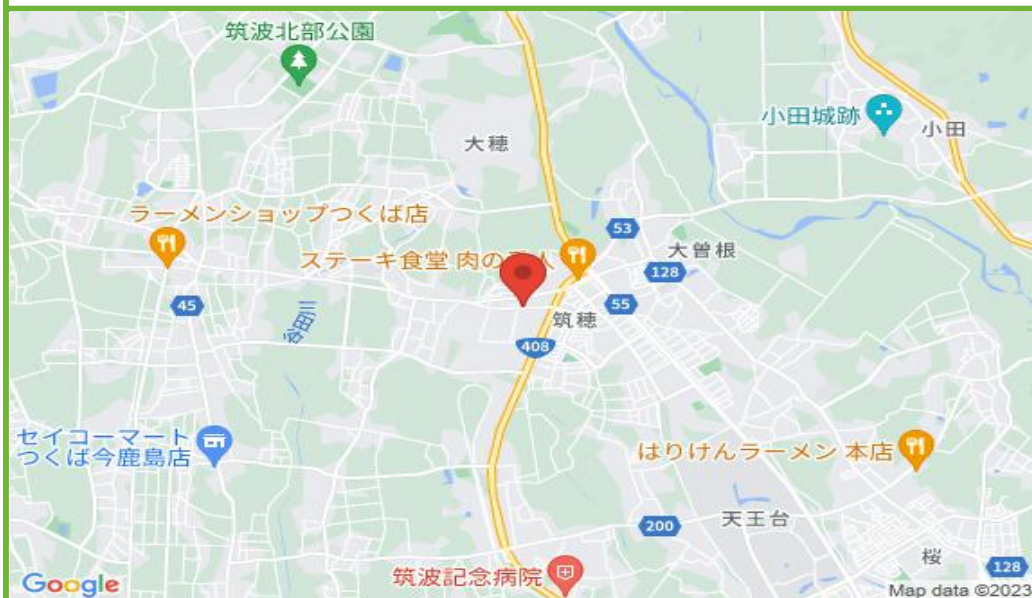 筑波北部公園
小田城跡
小田
大穂
ラーメンショップつくば店
53
大曽根
ステーキ食堂 肉の
人
128
45
55
筑穂
408
セイコーマート
つくば今鹿島店
はりけんラーメン 本店
天王台
200
桜
128
筑波記念病院
Google
Map data ©2023